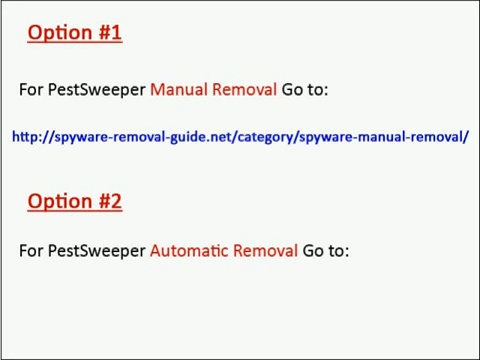 Option #1
For PestSweeper Manual Removal Go to:
http://spyware-removal-guide.net/category/spyware-manual-removal/
Option #2
For PestSweeper Automatic Removal Go to: